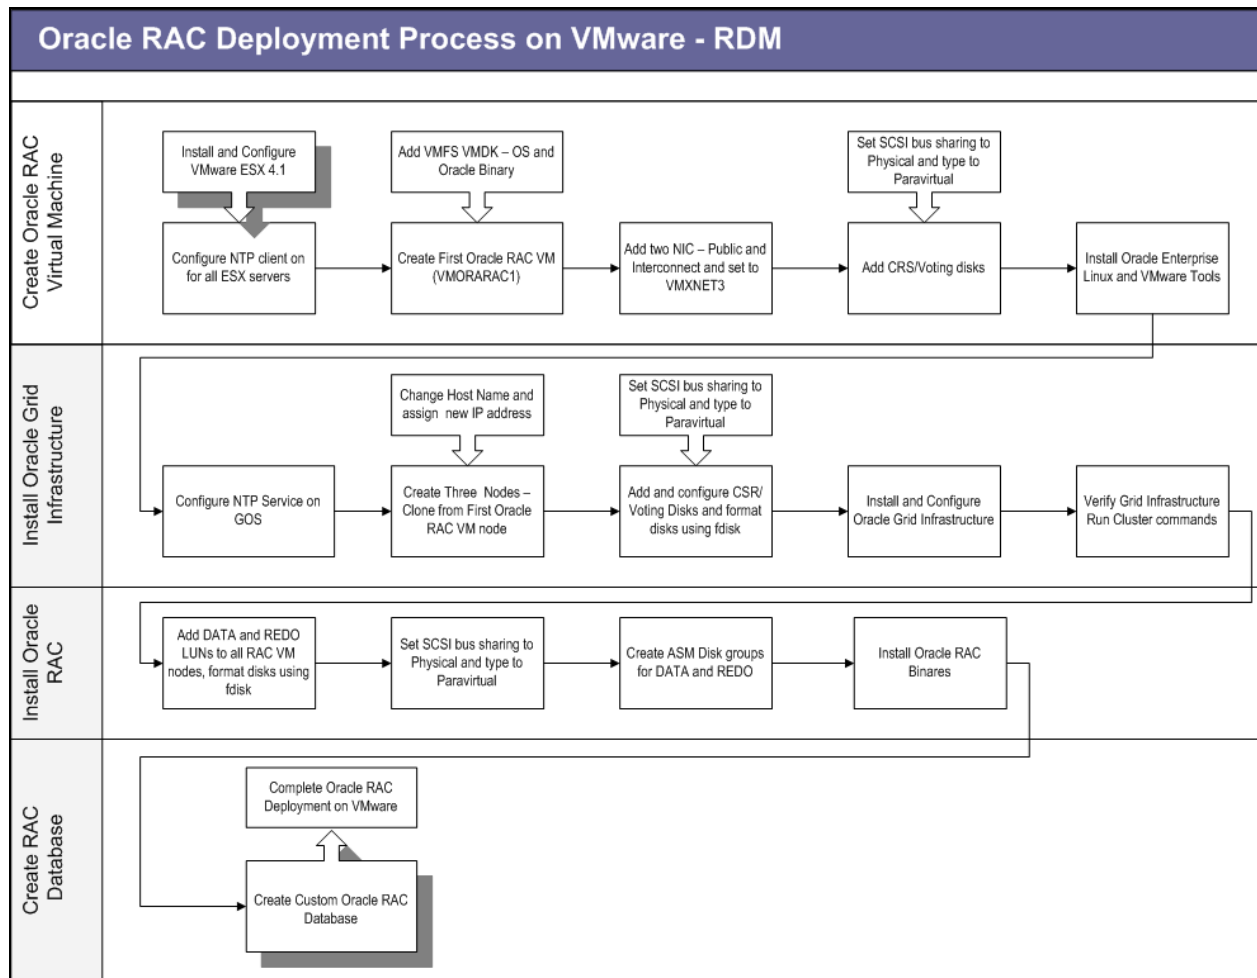 Oracle RAC Deployment Process on VMware - RDM
Create Oracle RAC
Virtual Machine
Install and Configure
VMware ESX 4.1
Add VMFS VMDK – OS and
Oracle Binary
Set SCSI bus sharing to
Physical and type to
Paravirtual
Configure NTP client on
for all ESX servers
Create First Oracle RAC VM
(VMORARAC1)
Add two NIC – Public and
Interconnect and set to
VMXNET3
Add CRS/Voting disks
Install Oracle Enterprise
Linux and VMware Tools
Install Oracle Grid
Infrastructure
Change Host Name and
assign new IP address
Set SCSI bus sharing to
Physical and type to
Paravirtual
Configure NTP Service on
GOS
Create Three Nodes –
Clone from First Oracle
RAC VM node
Add and configure CSR/
Voting Disks and format
disks using fdisk
Install and Configure
Oracle Grid Infrastructure
Verify Grid Infrastructure
Run Cluster commands
Install Oracle
RAC
Add DATA and REDO
LUNs to all RAC VM
nodes, format disks using
fdisk
Set SCSI bus sharing to
Physical and type to
Paravirtual
Create ASM Disk groups
for DATA and REDO
Install Oracle RAC
Binares
Create RAC
Database
Complete Oracle RAC
Deployment on VMware
Create Custom Oracle RAC
Database